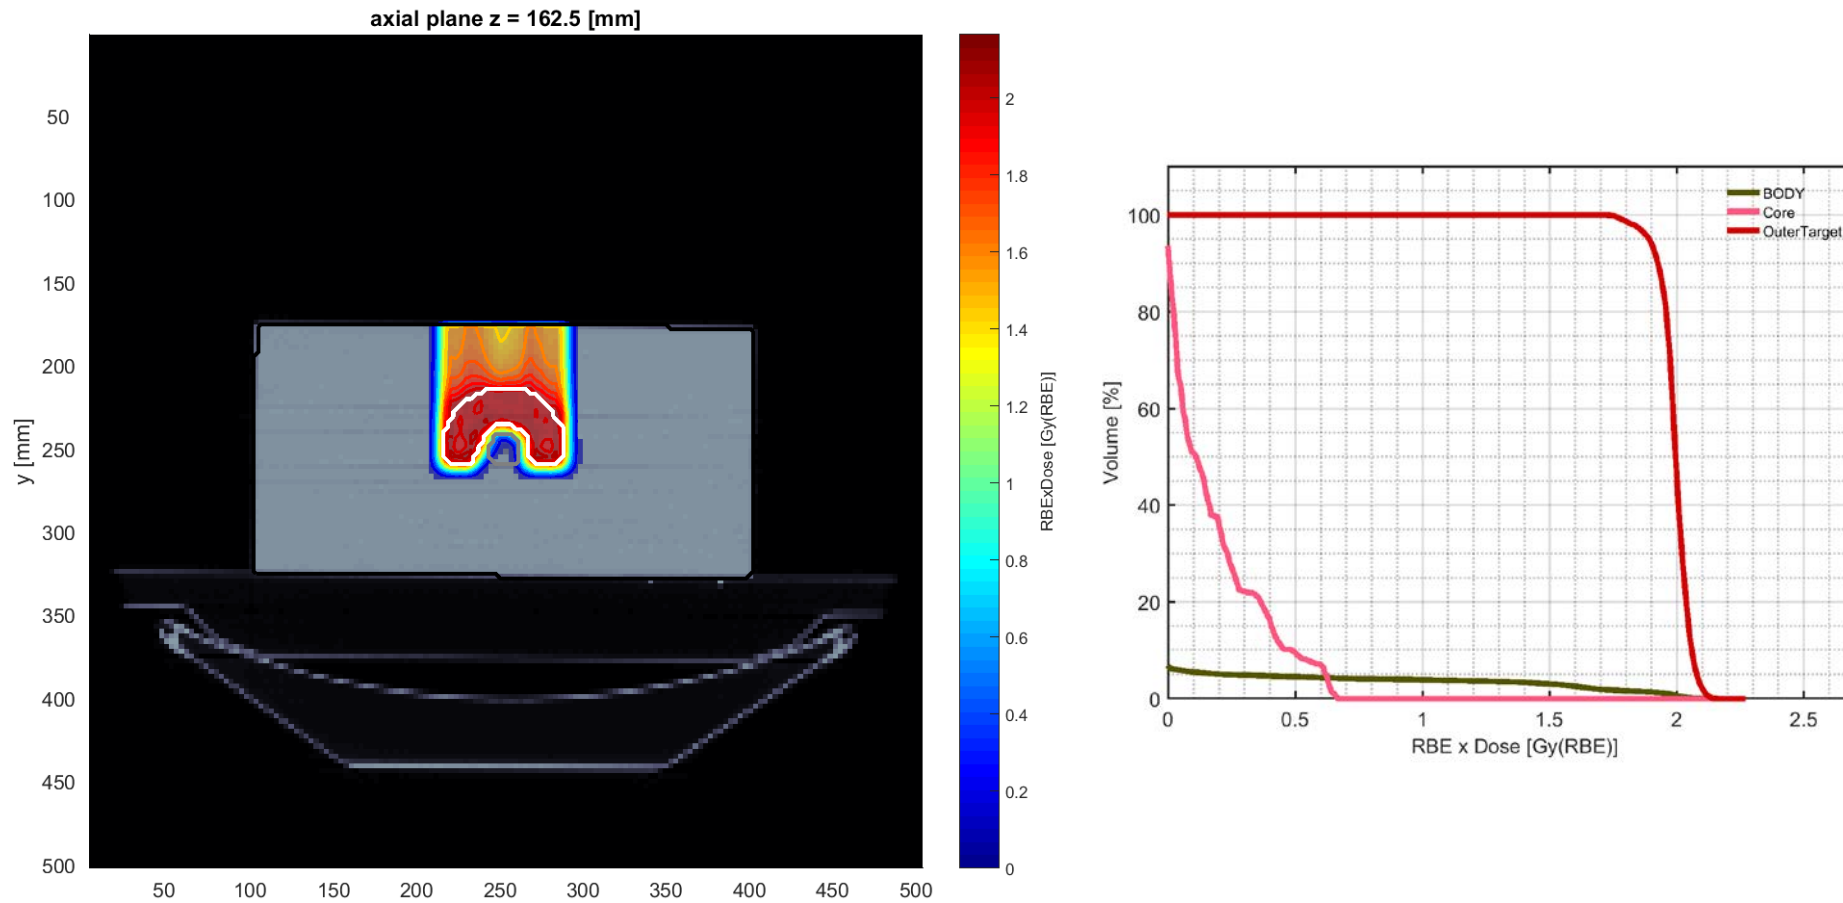 axial plane z = 162.5 [mm]
50
100
150
200
250
300
350
400
450
500
y [mm]
50 100 150 200 250 300 350 400 450 500
2
1.8
1.6
1.4
1.2
1
0.8
0.6
0.4
0.2
0
RBExDose [Gy(RBE)]
BODY
Core
OuterTarget
100
80
60
40
20
0
Volume [%]
0 0.5 1 1.5 2 2.5
RBE x Dose [Gy(RBE)]